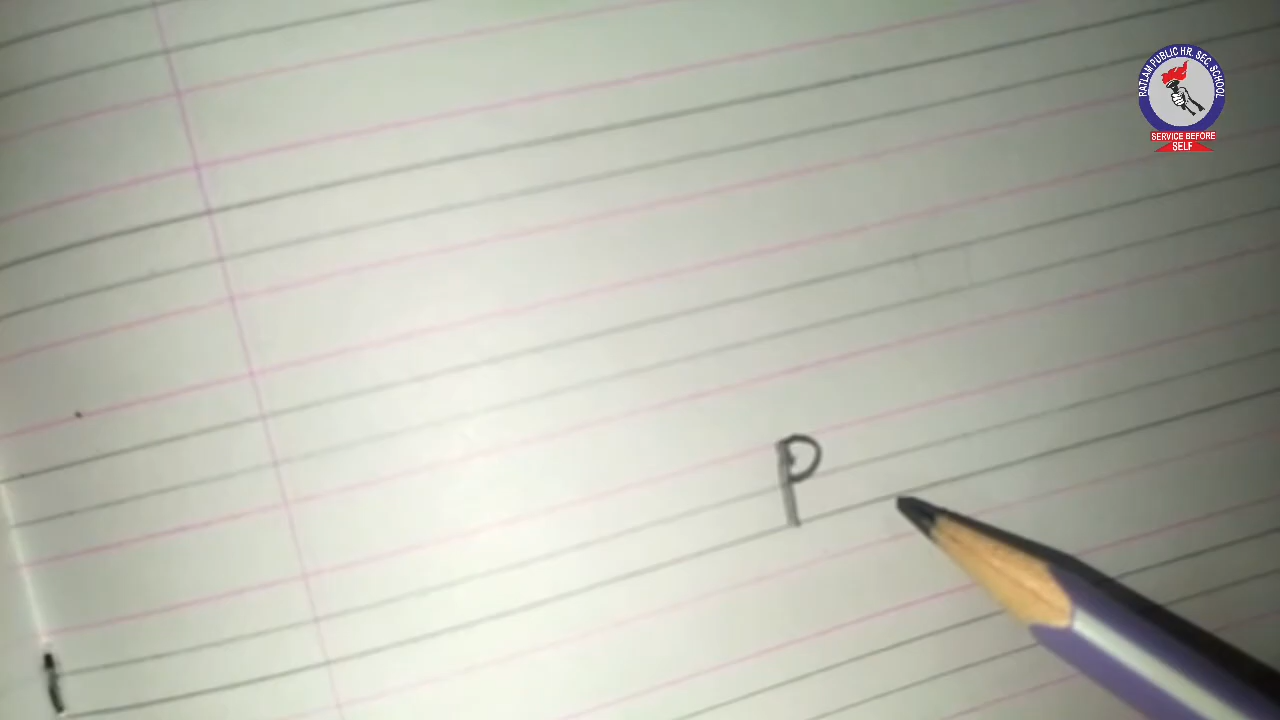 RATLAM PUBLIC HR. SEC. SCHOOL
SERVICE BEFORE
SELF
P